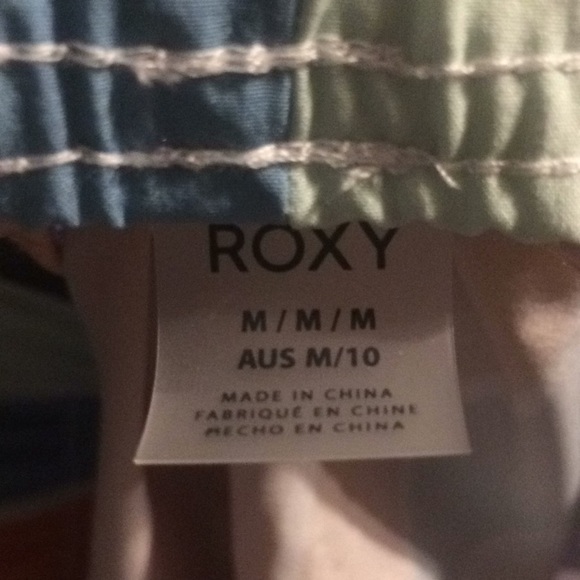 ROXY
M / M / M
AUS M/10
MADE IN CHINA
FABRIQUÉ EN CHINE
HECHO EN CHINA